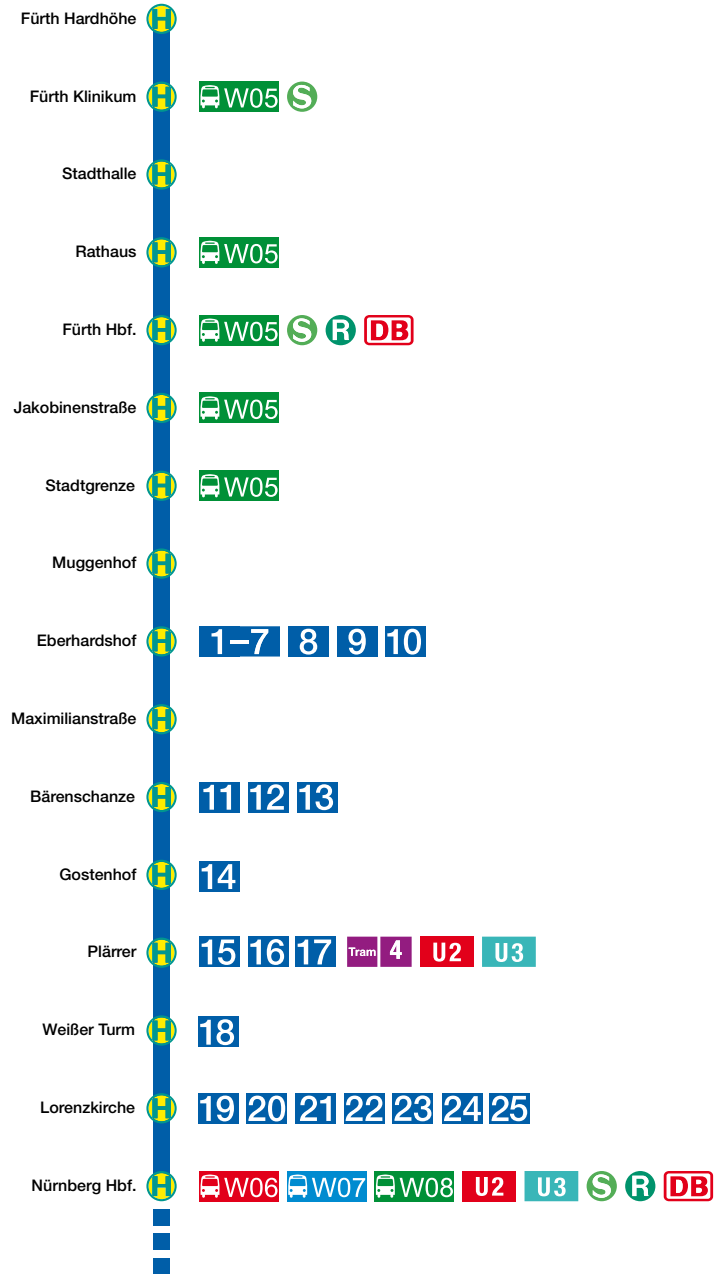 Fürth Hardhöhe H
Fürth Klinikum H W05 S
Stadthalle H
Rathaus H W05
Fürth Hbf. H W05 S R DB
Jakobinenstraße H W05
Stadtgrenze H W05
Muggenhof H
Eberhardshof H 1–7 8 9 10
Maximilianstraße H
Bärenschanze H 11 12 13
Gostenhof H 14
Plärrer H 15 16 17 Tram 4 U2 U3
Weißer Turm H 18
Lorenzkirche H 19 20 21 22 23 24 25
Nürnberg Hbf. H W06 W07 W08 U2 U3 S R DB